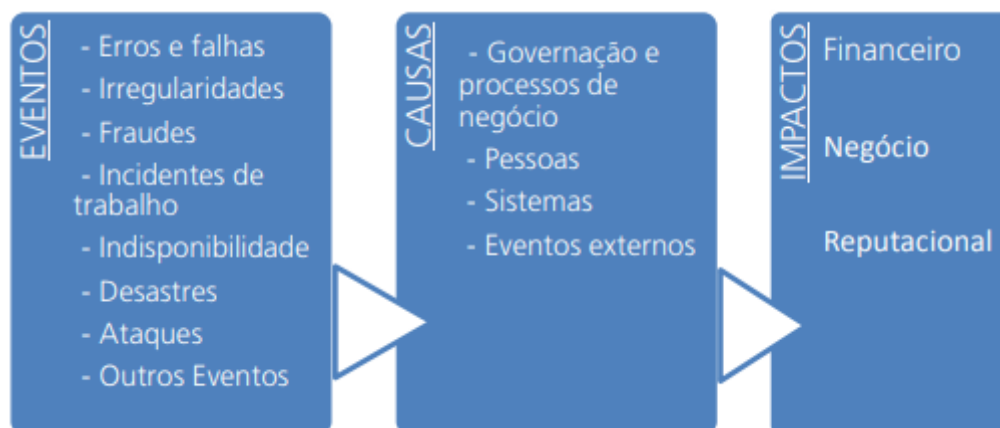 EVENTOS
- Erros e falhas
- Irregularidades
- Fraudes
- Incidentes de
trabalho
- Indisponibilidade
- Desastres
- Ataques
- Outros Eventos
CAUSAS
- Governação e
processos de
negócio
- Pessoas
- Sistemas
- Eventos externos
IMPACTOS
Financeiro
Negócio
Reputacional